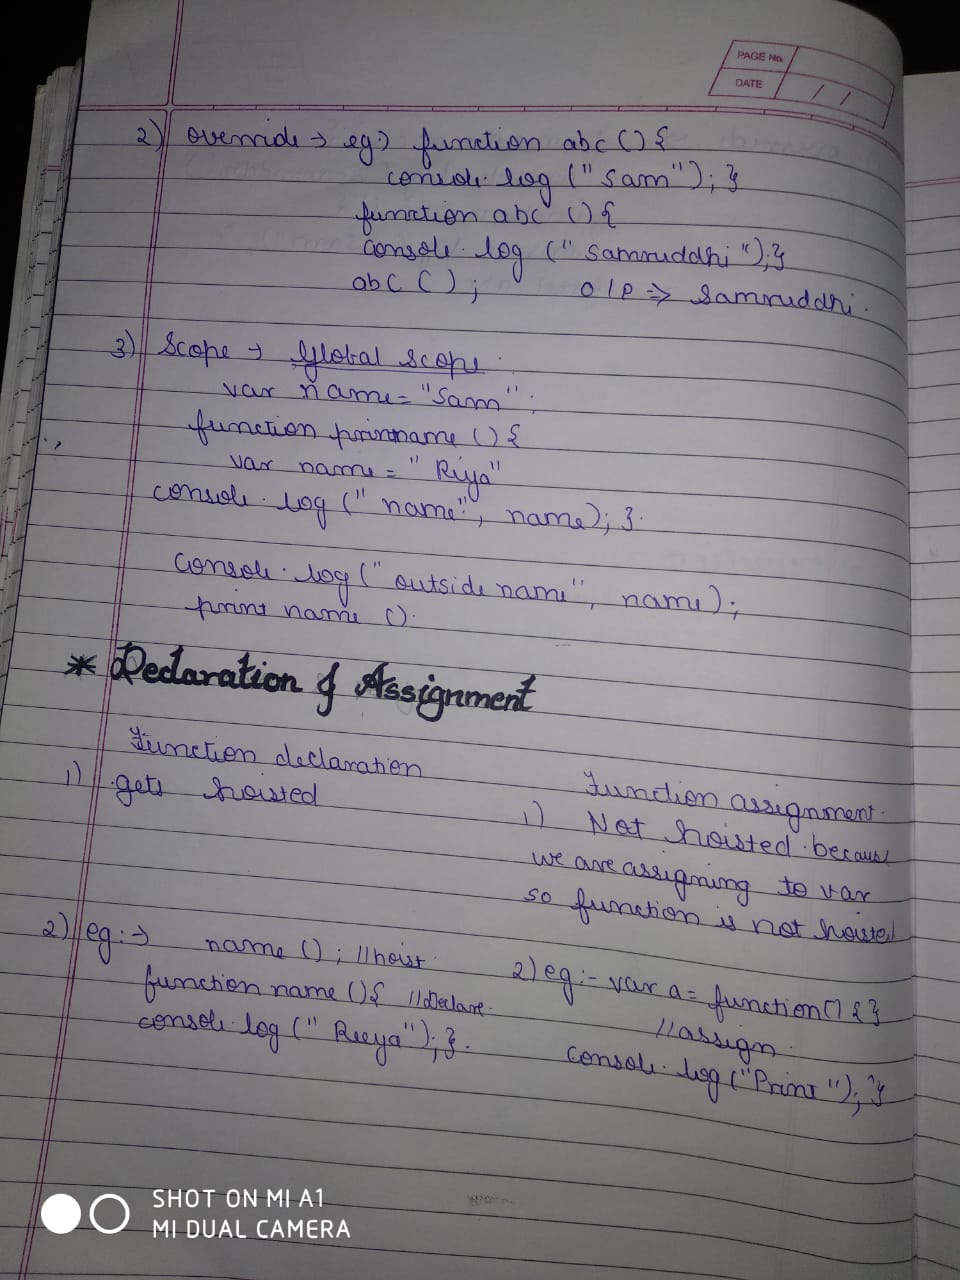 PAGE No.
DATE
/ /
2) override → eg:) function abc () {
console.log ("Sam"); }
function abc () {
console.log ("Samruddhi"); }
abc (); O/P ⇒ Samruddhi.
3) Scope → Global scope
var name = "Sam";
function prinname () {
var name = "Riya"
console.log ("name", name); }.
console.log ("outside name", name);
print name ().
* Declaration & Assignment
Function declaration
1) gets hoisted
Function assignment.
1) Not hoisted because
we are assigning to var
so function is not hoisted
2) eg:→ name (); //hoist.
function name () { //Declare.
console.log ("Reeya"); }.
2) eg:- var a = function () { }
//assign.
console.log ("Print"); }
SHOT ON MI A1
MI DUAL CAMERA